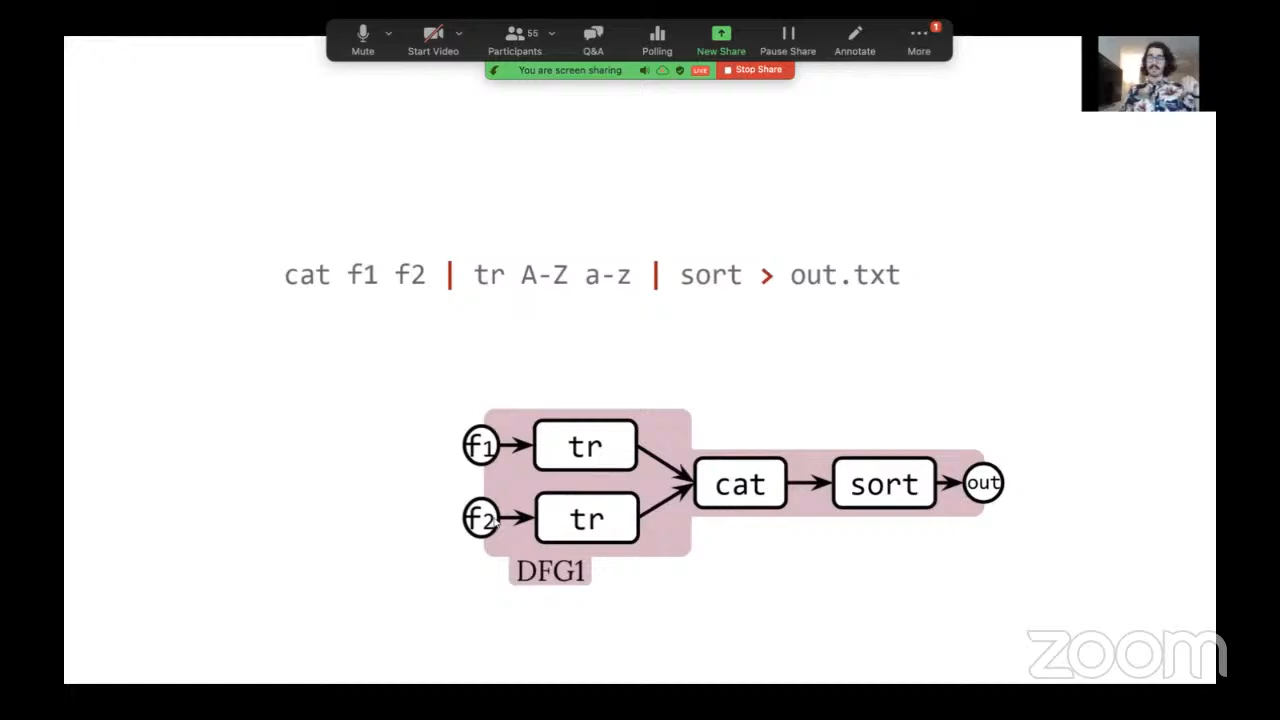 Mute
Start Video
55
Participants
Q&A
Polling
New Share
Pause Share
Annotate
1
More
You are screen sharing
LIVE
Stop Share
cat f1 f2 | tr A-Z a-z | sort > out.txt
f1
tr
cat
sort
out
f2
tr
DFG1
zoom